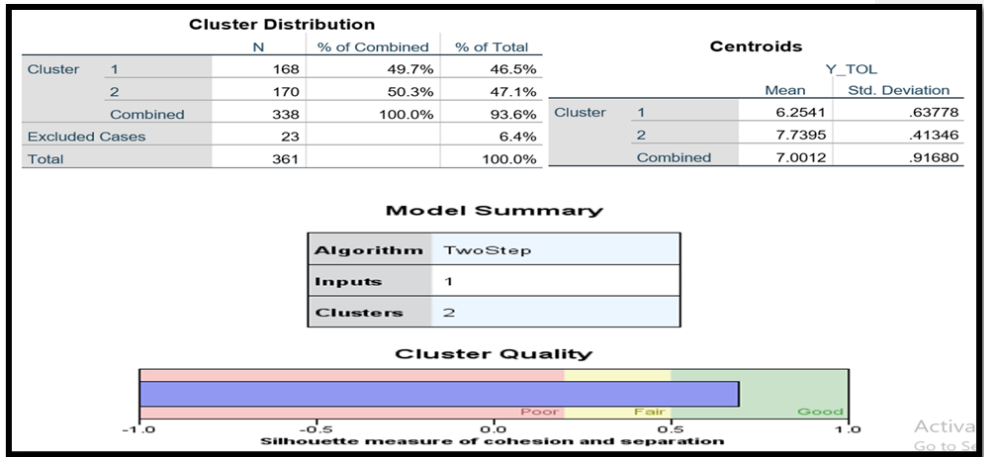 Cluster Distribution
N % of Combined % of Total
Cluster 1 168 49.7% 46.5%
2 170 50.3% 47.1%
Combined 338 100.0% 93.6%
Excluded Cases 23 6.4%
Total 361 100.0%
Centroids
Y_TOL
Mean Std. Deviation
Cluster 1 6.2541 .63778
2 7.7395 .41346
Combined 7.0012 .91680
Model Summary
Algorithm TwoStep
Inputs 1
Clusters 2
Cluster Quality
Poor Fair Good
-1.0 -0.5 0.0 0.5 1.0
Silhouette measure of cohesion and separation
Activa
Go to Se